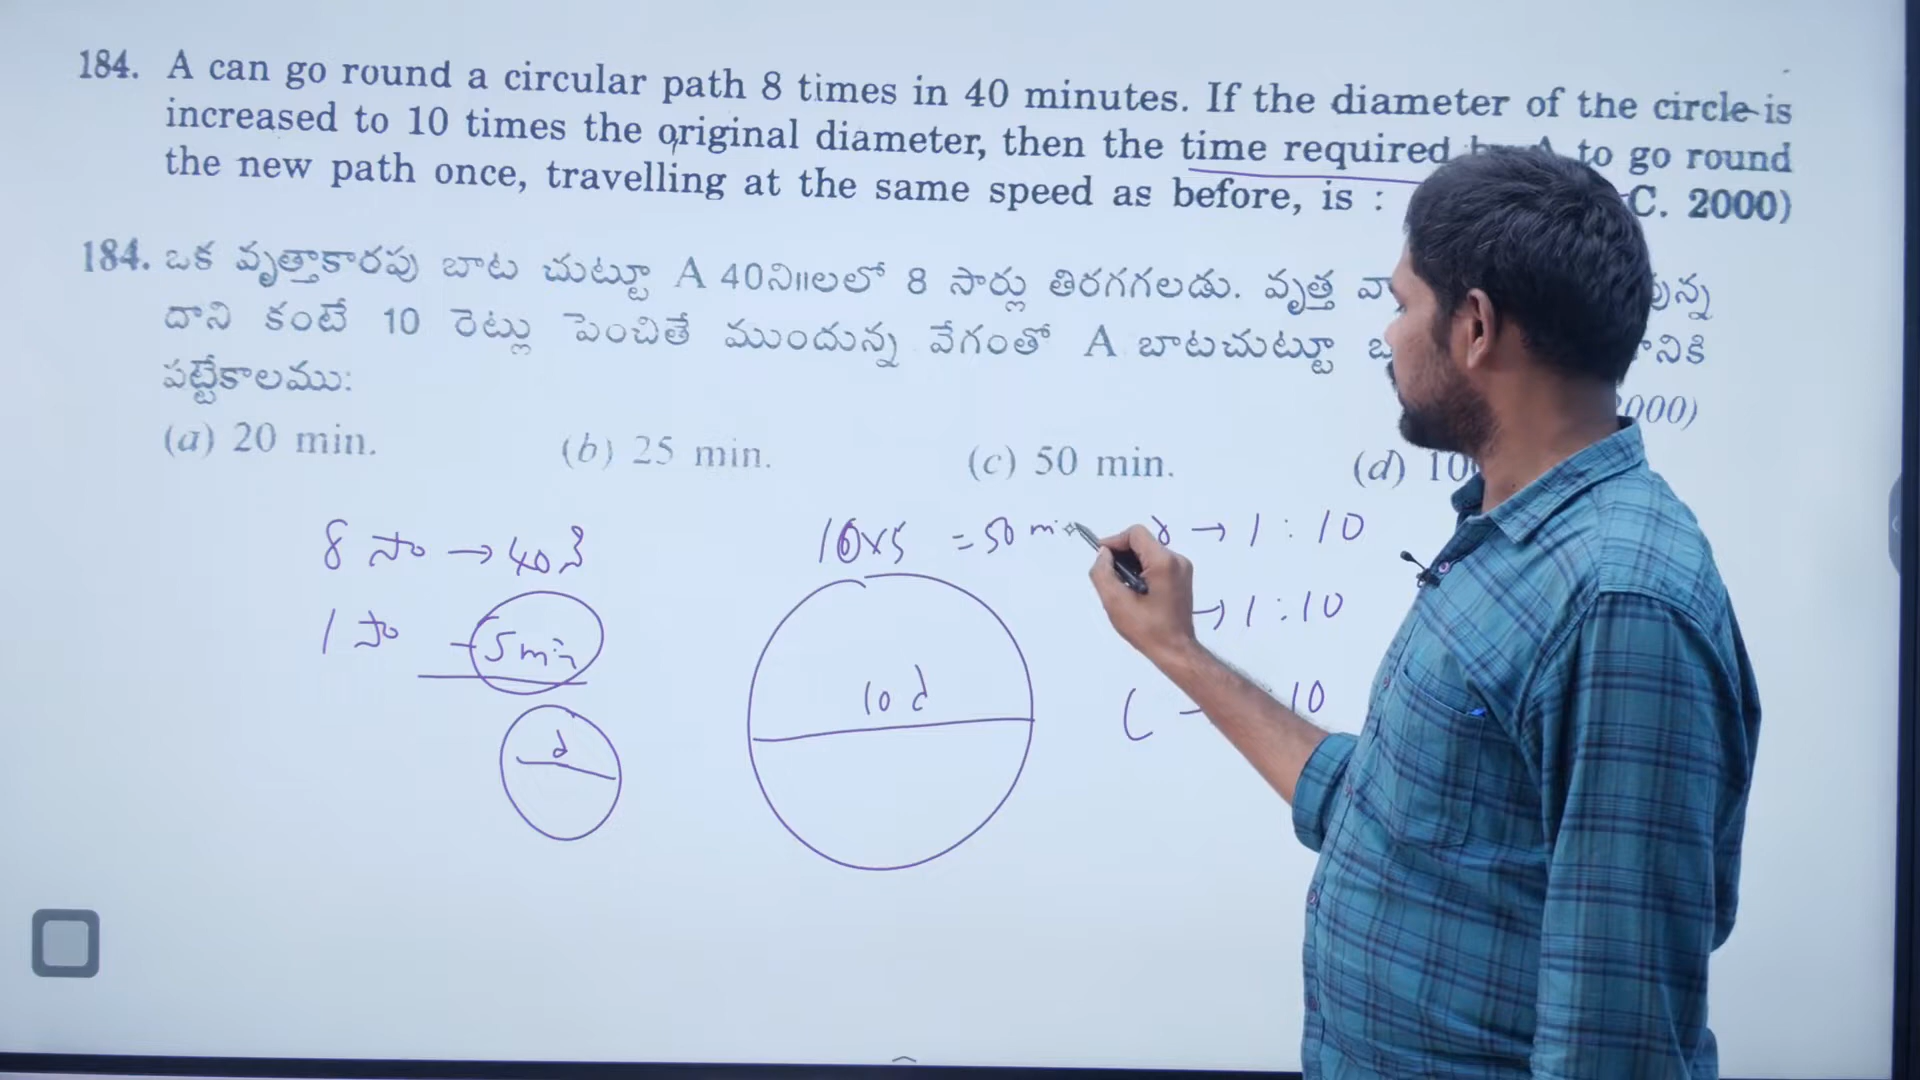 184. A can go round a circular path 8 times in 40 minutes. If the diameter of the circle is
increased to 10 times the original diameter, then the time required to go round
the new path once, travelling at the same speed as before, is : C. 2000)
184. ఒక వృత్తాకారపు బాట చుట్టూ A 40ని॥లలో 8 సార్లు తిరగగలడు. వృత్త
దాని కంటే 10 రెట్లు పెంచితే ముందున్న వేగంతో A బాటచుట్టూ
పట్టేకాలము: 2000)
(a) 20 min. (b) 25 min. (c) 50 min. (d)
8 సా → 40ని 10x5 = 50 min d → 1 : 10
1 సా - 5 min → 1 : 10
10 d C - : 10
d